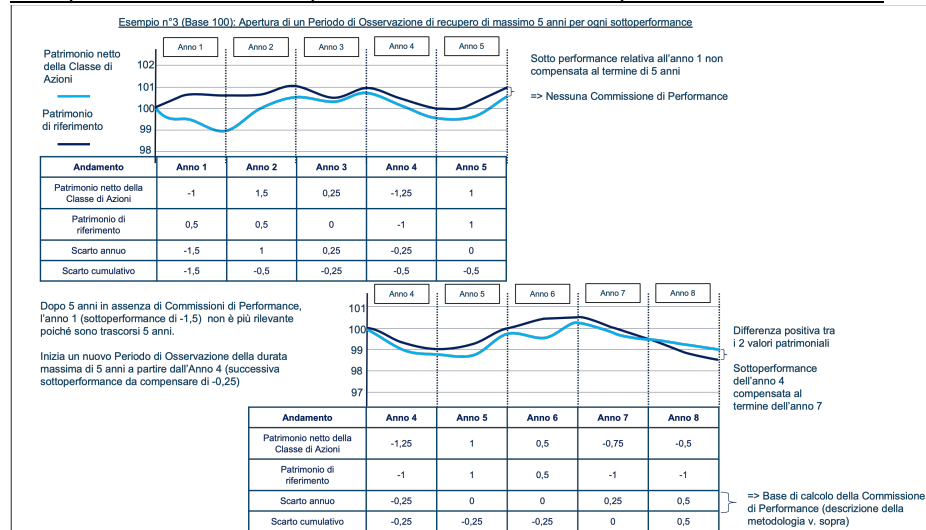 Esempio n°3 (Base 100): Apertura di un Periodo di Osservazione di recupero di massimo 5 anni per ogni sottoperformance
Patrimonio netto
della Classe di
Azioni
Patrimonio
di riferimento
Anno 1 Anno 2 Anno 3 Anno 4 Anno 5
102
101
100
99
98
Sotto performance relativa all'anno 1 non
compensata al termine di 5 anni
=> Nessuna Commissione di Performance
Andamento Anno 1 Anno 2 Anno 3 Anno 4 Anno 5
Patrimonio netto della
Classe di Azioni
-1 1,5 0,25 -1,25 1
Patrimonio di
riferimento
0,5 0,5 0 -1 1
Scarto annuo -1,5 1 0,25 -0,25 0
Scarto cumulativo -1,5 -0,5 -0,25 -0,5 -0,5
Dopo 5 anni in assenza di Commissioni di Performance,
l'anno 1 (sottoperformance di -1,5) non è più rilevante
poiché sono trascorsi 5 anni.
Inizia un nuovo Periodo di Osservazione della durata
massima di 5 anni a partire dall'Anno 4 (successiva
sottoperformance da compensare di -0,25)
Anno 4 Anno 5 Anno 6 Anno 7 Anno 8
101
100
99
98
97
Differenza positiva tra
i 2 valori patrimoniali
Sottoperformance
dell'anno 4
compensata al
termine dell'anno 7
Andamento Anno 4 Anno 5 Anno 6 Anno 7 Anno 8
Patrimonio netto della
Classe di Azioni
-1,25 1 0,5 -0,75 -0,5
Patrimonio di
riferimento
-1 1 0,5 -1 -1
Scarto annuo -0,25 0 0 0,25 0,5
Scarto cumulativo -0,25 -0,25 -0,25 0 0,5
=> Base di calcolo della Commissione
di Performance (descrizione della
metodologia v. sopra)